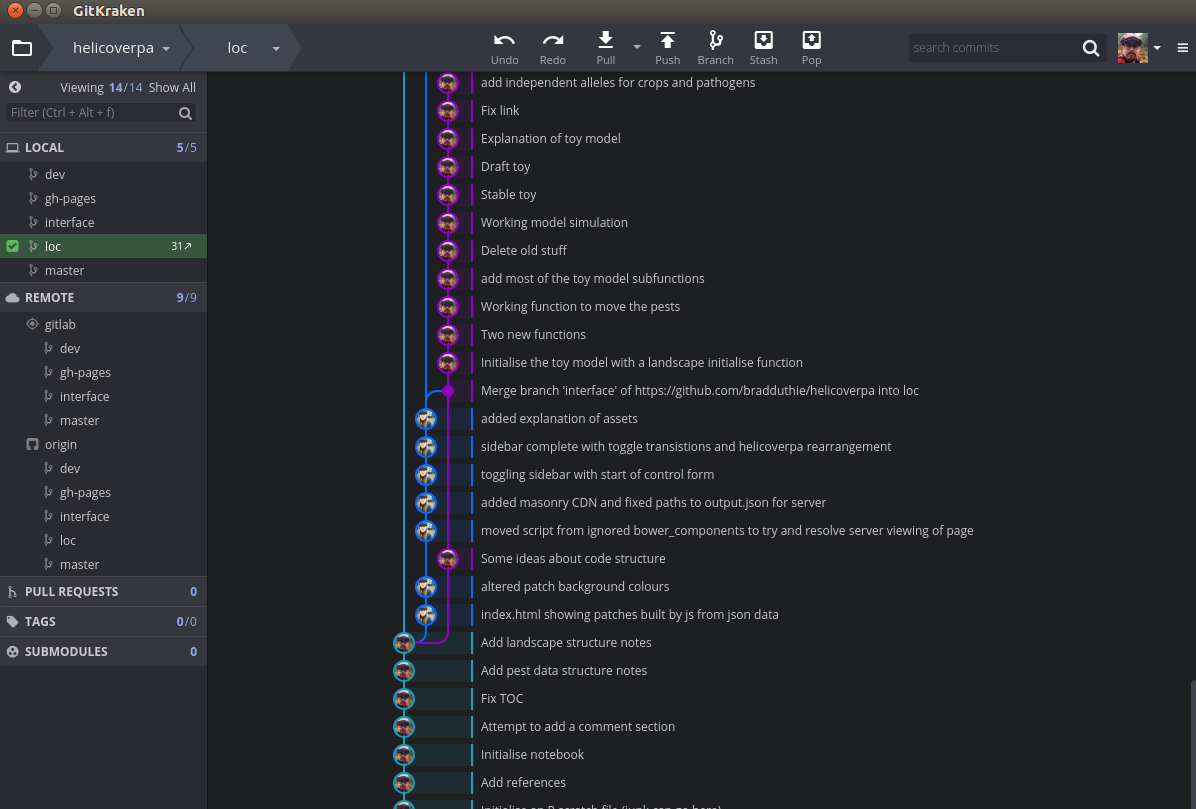 GitKraken
helicoverpa
loc
Undo
Redo
Pull
Push
Branch
Stash
Pop
search commits
Viewing 14/14 Show All
Filter (Ctrl + Alt + f)
LOCAL 5/5
dev
gh-pages
interface
loc 31↗
master
REMOTE 9/9
gitlab
dev
gh-pages
interface
master
origin
dev
gh-pages
interface
loc
master
PULL REQUESTS 0
TAGS 0/0
SUBMODULES 0
add independent alleles for crops and pathogens
Fix link
Explanation of toy model
Draft toy
Stable toy
Working model simulation
Delete old stuff
add most of the toy model subfunctions
Working function to move the pests
Two new functions
Initialise the toy model with a landscape initialise function
Merge branch 'interface' of https://github.com/bradduthie/helicoverpa into loc
added explanation of assets
sidebar complete with toggle transistions and helicoverpa rearrangement
toggling sidebar with start of control form
added masonry CDN and fixed paths to output.json for server
moved script from ignored bower_components to try and resolve server viewing of page
Some ideas about code structure
altered patch background colours
index.html showing patches built by js from json data
Add landscape structure notes
Add pest data structure notes
Fix TOC
Attempt to add a comment section
Initialise notebook
Add references
Initialise an R scratch file (junk can go here)